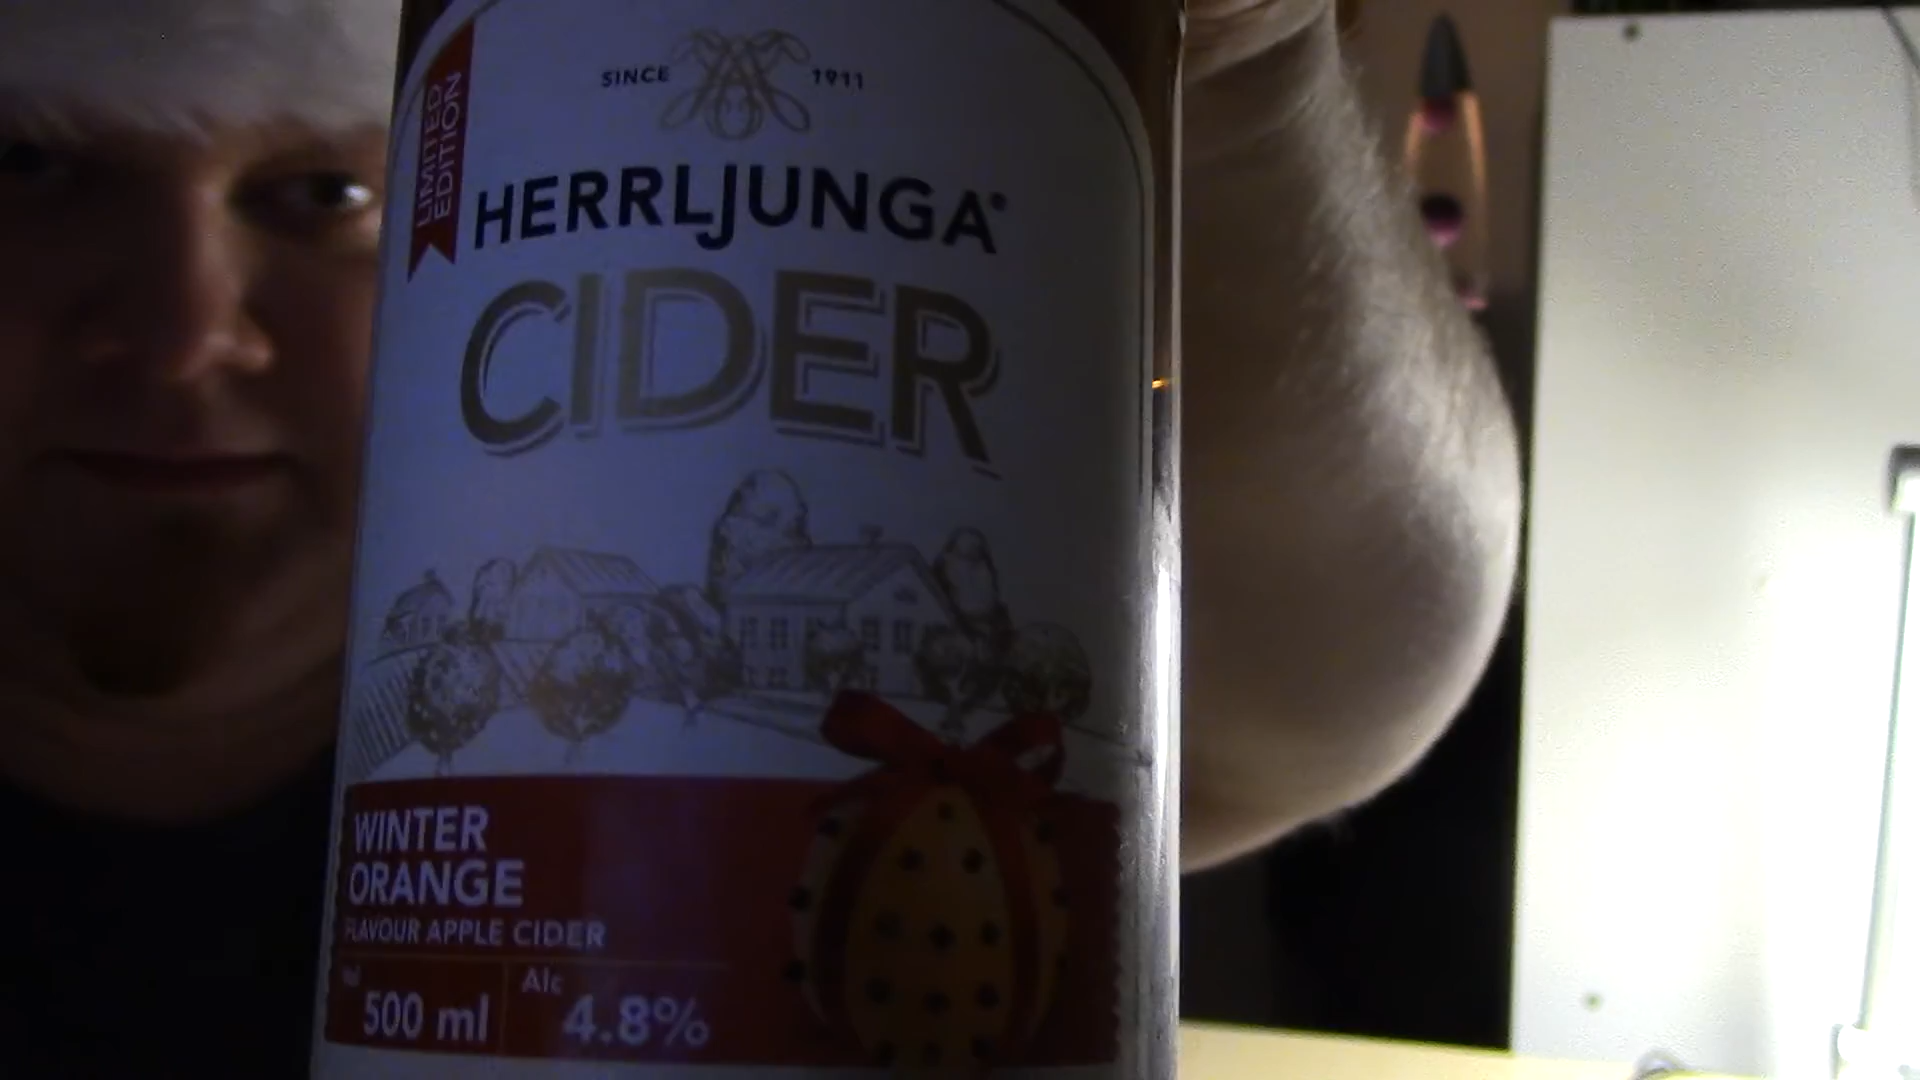 LIMITED
EDITION
SINCE 1911
HERRLJUNGA®
CIDER
WINTER
ORANGE
FLAVOUR APPLE CIDER
Alc
500 ml 4.8%